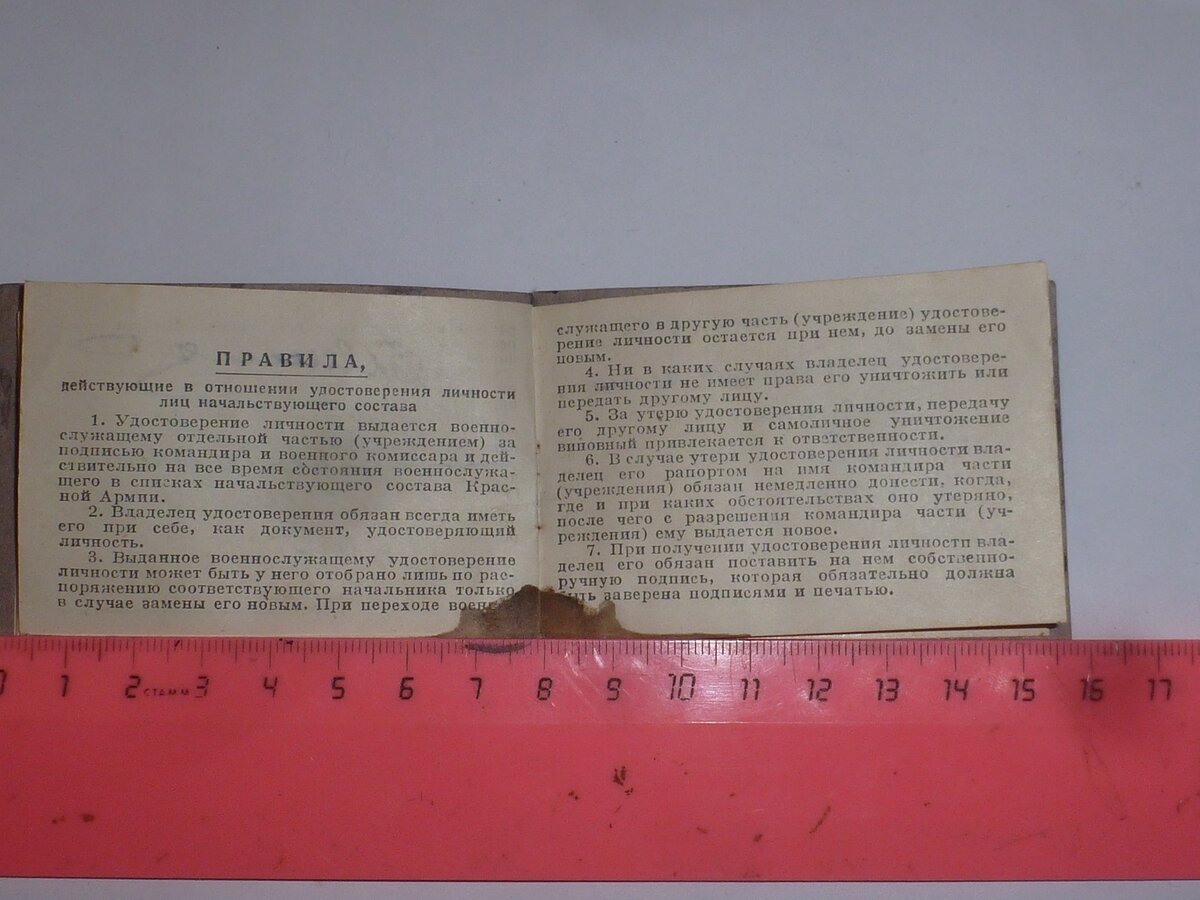 ПРАВИЛА,
действующие в отношении удостоверения личности
лиц начальствующего состава
1. Удостоверение личности выдается военно-
служащему отдельной частью (учреждением) за
подписью командира и военного комиссара и дей-
ствительно на все время состояния военнослужа-
щего в списках начальствующего состава Крас-
ной Армии.
2. Владелец удостоверения обязан всегда иметь
его при себе, как документ, удостоверяющий
личность.
3. Выданное военнослужащему удостоверение
личности может быть у него отобрано лишь по рас-
поряжению соответствующего начальника только
в случае замены его новым. При переходе
служащего в другую часть (учреждение) удостове-
рение личности остается при нем, до замены его
новым.
4. Ни в каких случаях владелец удостовере-
ния личности не имеет права его уничтожить или
передать другому лицу.
5. За утерю удостоверения личности, передачу
его другому лицу и самоличное уничтожение
виновный привлекается к ответственности.
6. В случае утери удостоверения личности вла-
делец его рапортом на имя командира части
(учреждения) обязан немедленно донести, когда,
где и при каких обстоятельствах оно утеряно,
после чего с разрешения командира части (уч-
реждения) ему выдается новое.
7. При получении удостоверения личности вла-
делец его обязан поставить на нем собственно-
ручную подпись, которая обязательно должна
быть заверена подписями и печатью.
0 1 2 СТАММ 3 4 5 6 7 8 9 10 11 12 13 14 15 16 17